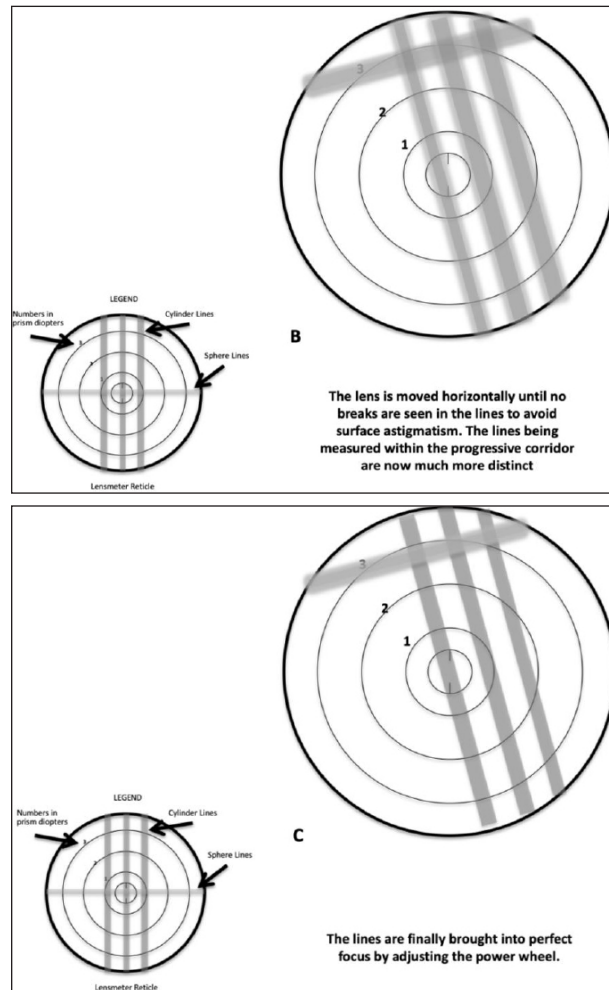 3
2
1
LEGEND
Numbers in
prism diopters
Cylinder Lines
3
Sphere Lines
Lensmeter Reticle
B
The lens is moved horizontally until no
breaks are seen in the lines to avoid
surface astigmatism. The lines being
measured within the progressive corridor
are now much more distinct
3
2
1
LEGEND
Numbers in
prism diopters
Cylinder Lines
3
2
Sphere Lines
Lensmeter Reticle
C
The lines are finally brought into perfect
focus by adjusting the power wheel.